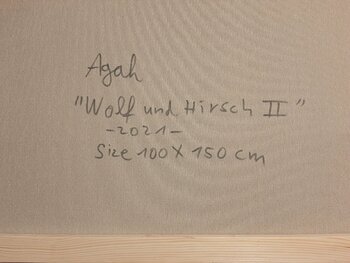 Agah
"Wolf und Hirsch II"
-2021-
Size 100 X 150 cm